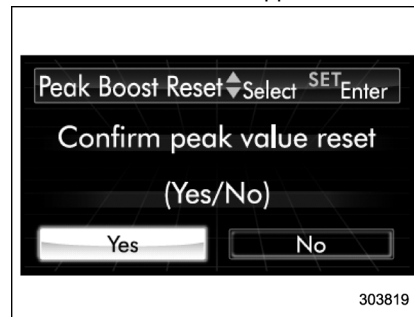 Peak Boost Reset Select SET Enter
Confirm peak value reset
(Yes/No)
Yes No
303819